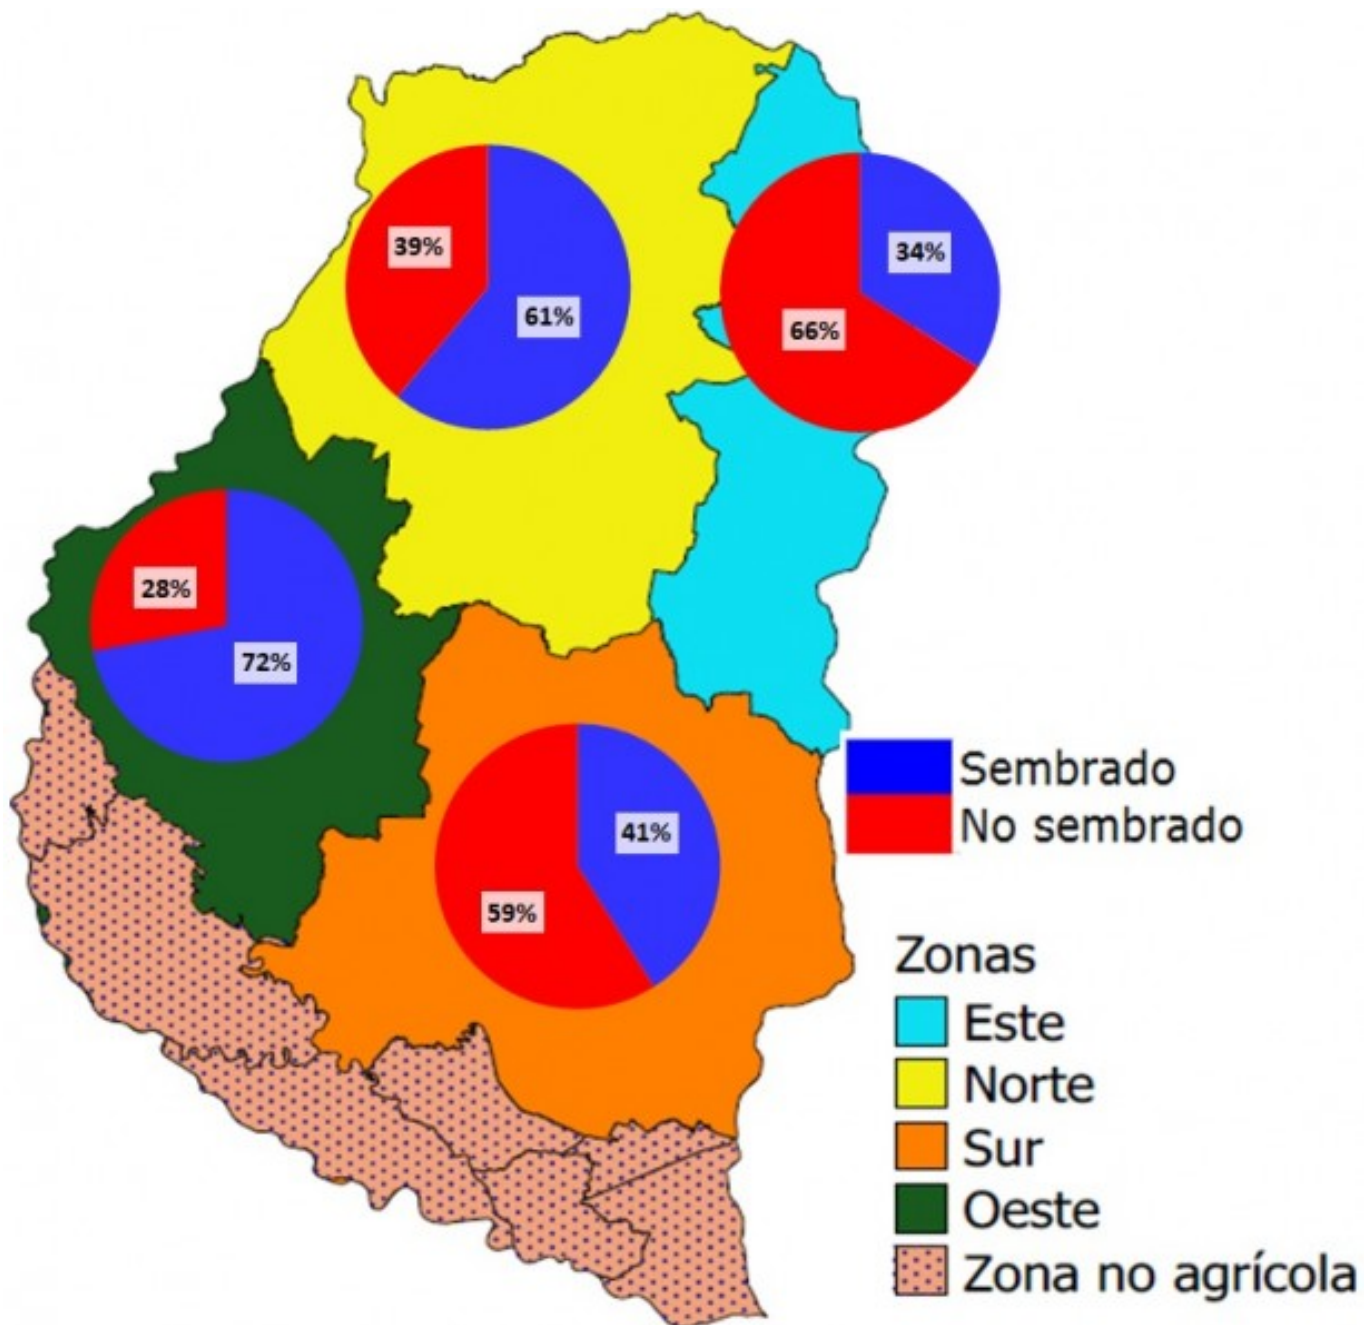 39%
61%
34%
66%
28%
72%
41%
59%
Sembrado
No sembrado
Zonas
Este
Norte
Sur
Oeste
Zona no agrícola